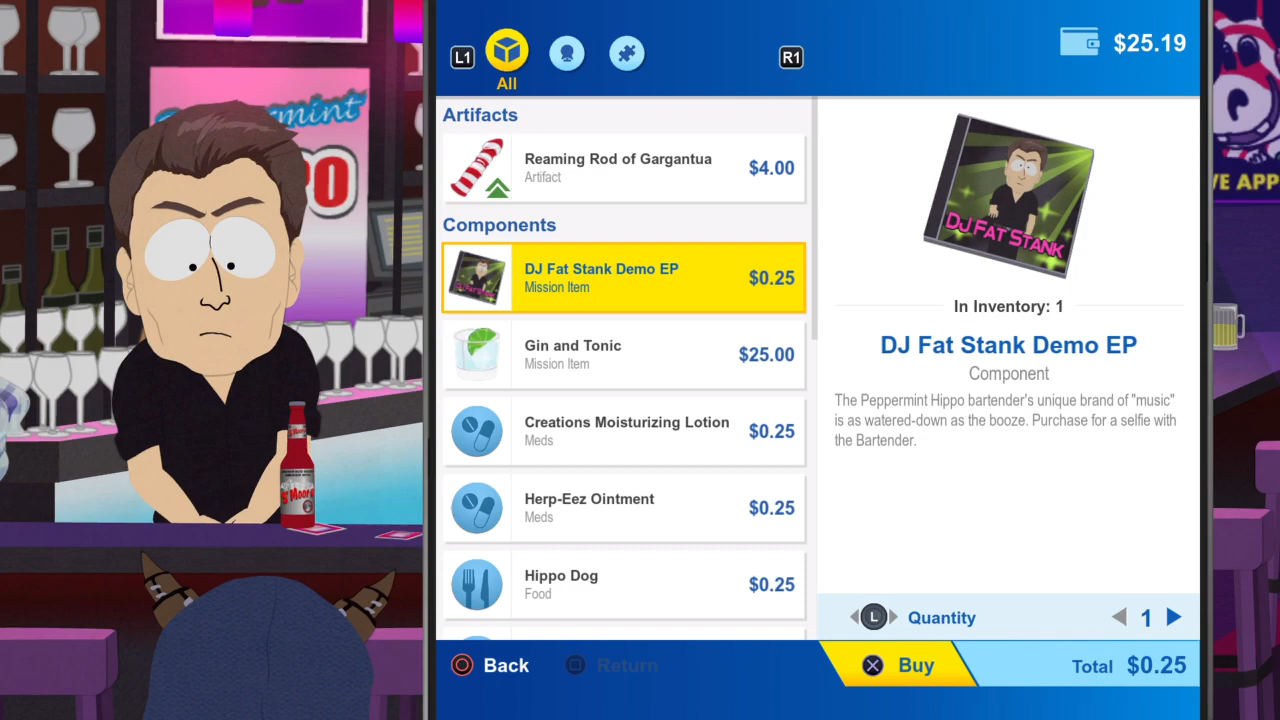 L1
R1
All
$25.19
Artifacts
Reaming Rod of Gargantua
Artifact
$4.00
Components
DJ Fat Stank Demo EP
Mission Item
$0.25
Gin and Tonic
Mission Item
$25.00
Creations Moisturizing Lotion
Meds
$0.25
Herp-Eez Ointment
Meds
$0.25
Hippo Dog
Food
$0.25
DJ FAT STANK
In Inventory: 1
DJ Fat Stank Demo EP
Component
The Peppermint Hippo bartender's unique brand of "music"
is as watered-down as the booze. Purchase for a selfie with
the Bartender.
L
Quantity
1
Back
Return
Buy
Total
$0.25